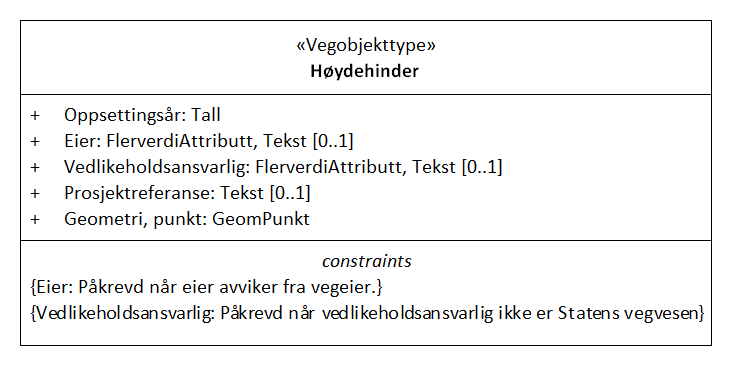 «Vegobjekttype»
Høydehinder
+ Oppsettingsår: Tall
+ Eier: FlerverdiAttributt, Tekst [0..1]
+ Vedlikeholdsansvarlig: FlerverdiAttributt, Tekst [0..1]
+ Prosjektreferanse: Tekst [0..1]
+ Geometri, punkt: GeomPunkt
constraints
{Eier: Påkrevd når eier avviker fra vegeier.}
{Vedlikeholdsansvarlig: Påkrevd når vedlikeholdsansvarlig ikke er Statens vegvesen}